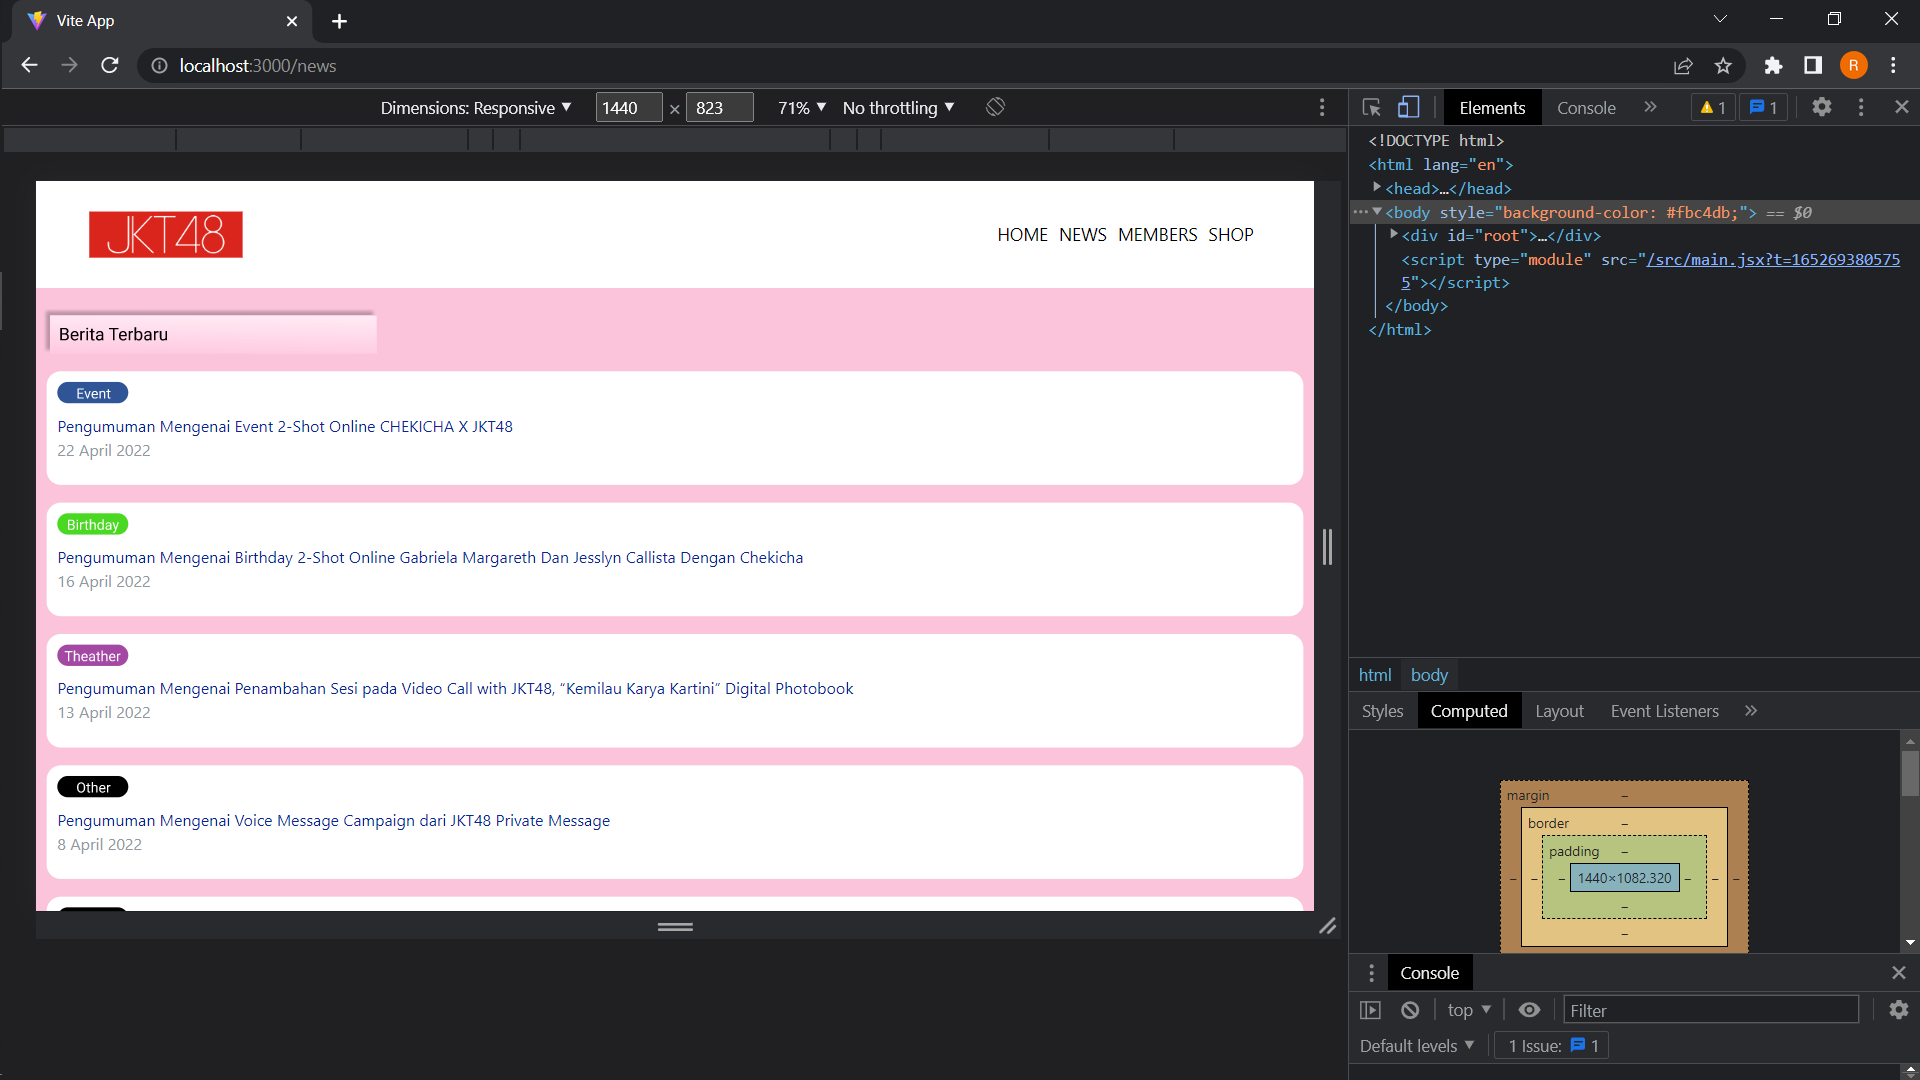 Vite App
localhost:3000/news
R
Dimensions: Responsive ▼ 1440 × 823 71% ▼ No throttling ▼
Elements Console » 1 1
<!DOCTYPE html>
<html lang="en">
<head>…</head>
<body style="background-color: #fbc4db;"> == $0
<div id="root">…</div>
<script type="module" src="/src/main.jsx?t=165269380575
5"></script>
</body>
</html>
JKT48
HOME NEWS MEMBERS SHOP
Berita Terbaru
Event
Pengumuman Mengenai Event 2-Shot Online CHEKICHA X JKT48
22 April 2022
Birthday
Pengumuman Mengenai Birthday 2-Shot Online Gabriela Margareth Dan Jesslyn Callista Dengan Chekicha
16 April 2022
Theather
Pengumuman Mengenai Penambahan Sesi pada Video Call with JKT48, “Kemilau Karya Kartini” Digital Photobook
13 April 2022
Other
Pengumuman Mengenai Voice Message Campaign dari JKT48 Private Message
8 April 2022
html body
Styles Computed Layout Event Listeners »
margin –
border –
padding –
– – – 1440×1082.320 – – –
–
–
Console
top ▼ Filter
Default levels ▼ 1 Issue: 1